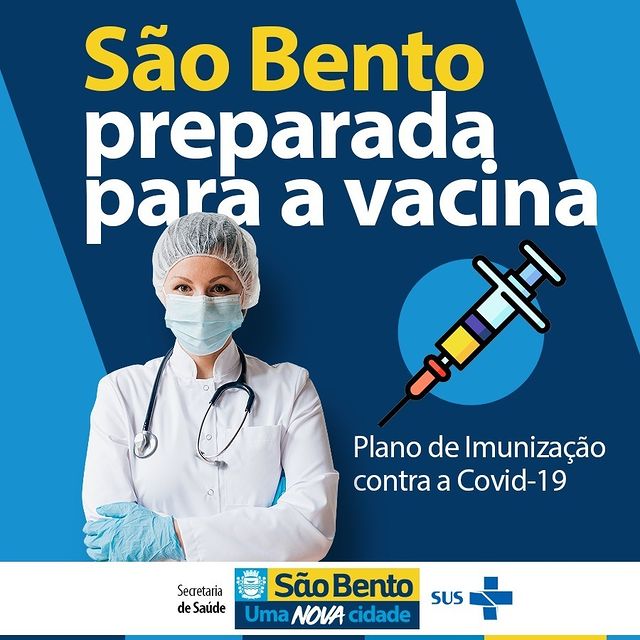 São Bento
preparada
para a vacina
Plano de Imunização
contra a Covid-19
Secretaria
de Saúde
São Bento
Uma NOVA cidade
SUS